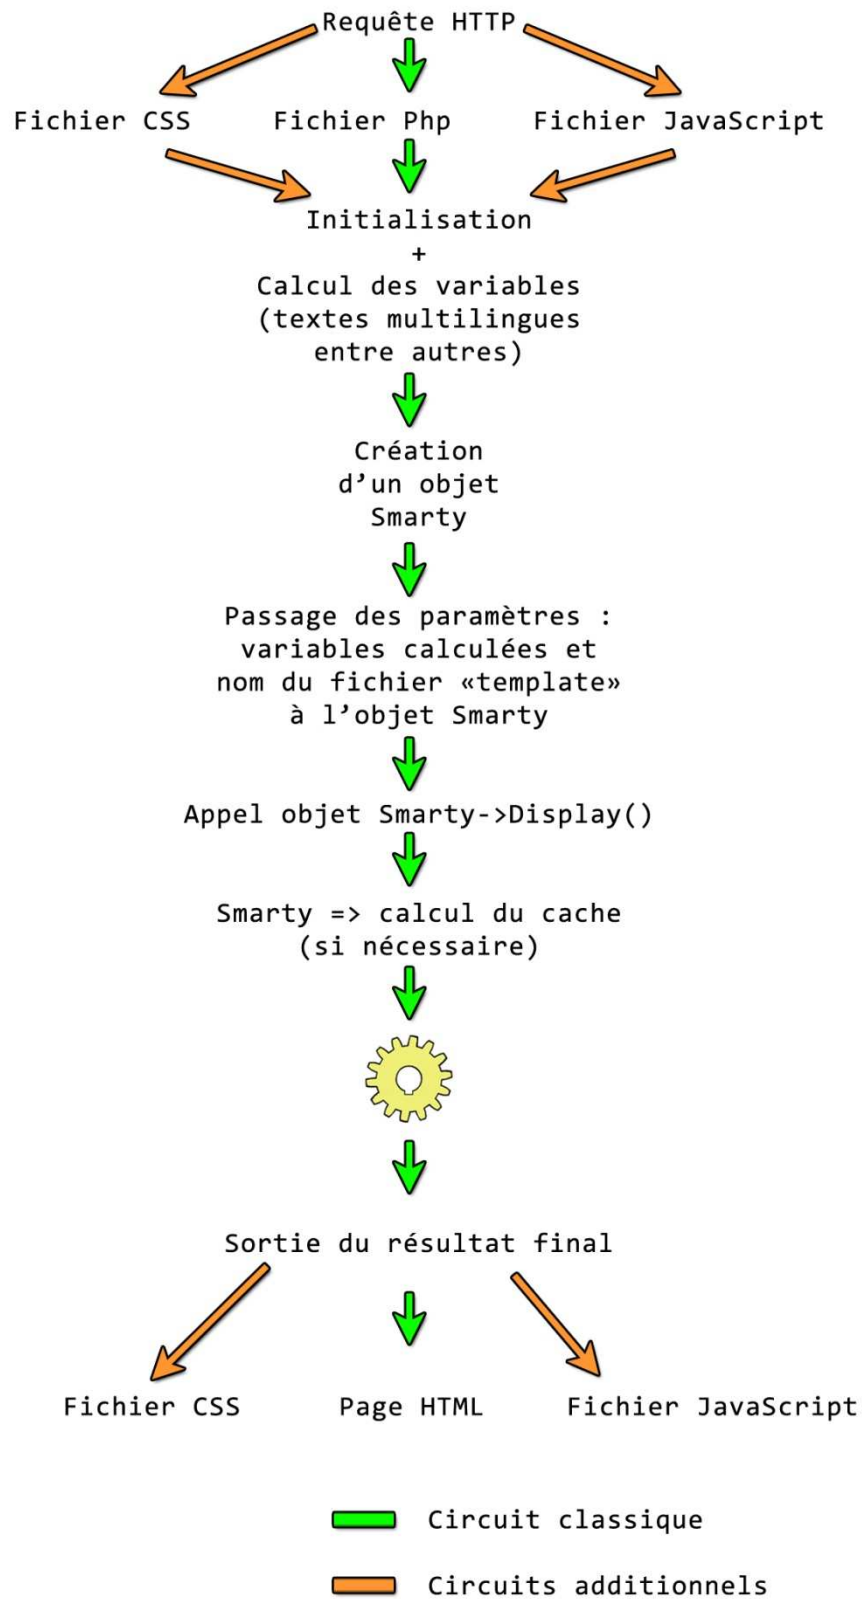 Requête HTTP
Fichier CSS Fichier Php Fichier JavaScript
Initialisation
+
Calcul des variables
(textes multilingues
entre autres)
Création
d’un objet
Smarty
Passage des paramètres :
variables calculées et
nom du fichier «template»
à l’objet Smarty
Appel objet Smarty->Display()
Smarty => calcul du cache
(si nécessaire)
Sortie du résultat final
Fichier CSS Page HTML Fichier JavaScript
Circuit classique
Circuits additionnels